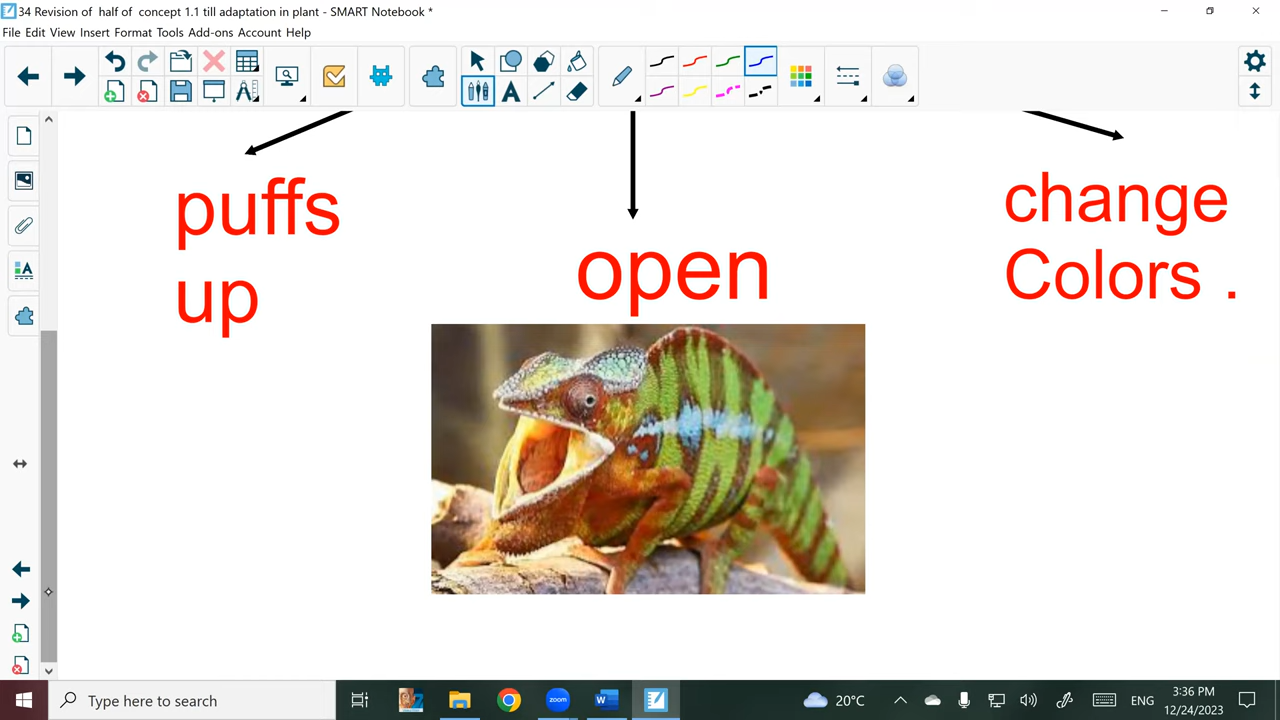 34 Revision of  half of  concept 1.1 till adaptation in plant - SMART Notebook *
File Edit View Insert Format Tools Add-ons Account Help
puffs
up
open
change
Colors .
Type here to search
20°C
ENG
3:36 PM
12/24/2023
zoom